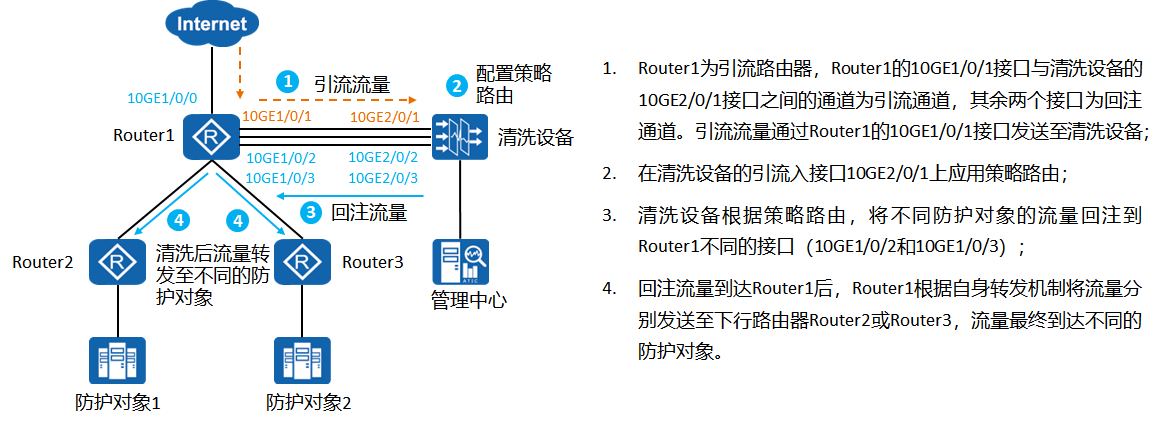 Internet
1
引流流量
2
配置策略
路由
10GE1/0/0
10GE1/0/1
10GE2/0/1
Router1
R
清洗设备
10GE1/0/2
10GE2/0/2
10GE1/0/3
10GE2/0/3
3
回注流量
4
4
Router2
R
清洗后流量转
发至不同的防
护对象
R
Router3
ATIC
管理中心
防护对象1
防护对象2
1. Router1为引流路由器，Router1的10GE1/0/1接口与清洗设备的
10GE2/0/1接口之间的通道为引流通道，其余两个接口为回注
通道。引流流量通过Router1的10GE1/0/1接口发送至清洗设备；
2. 在清洗设备的引流入接口10GE2/0/1上应用策略路由；
3. 清洗设备根据策略路由，将不同防护对象的流量回注到
Router1不同的接口（10GE1/0/2和10GE1/0/3）；
4. 回注流量到达Router1后，Router1根据自身转发机制将流量分
别发送至下行路由器Router2或Router3，流量最终到达不同的
防护对象。